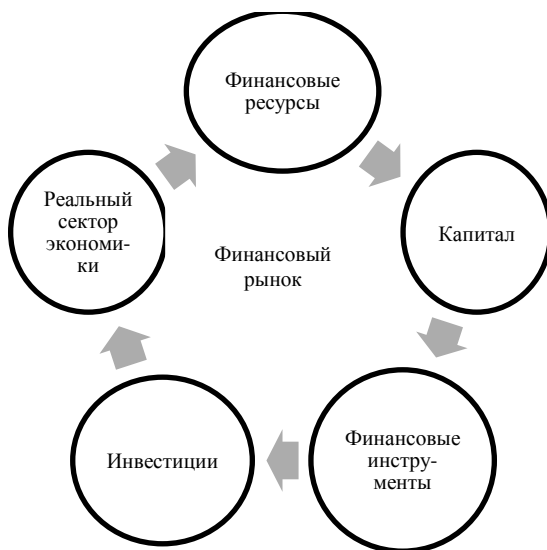 Финансовые
ресурсы
Реальный
сектор
экономи-
ки
Капитал
Финансовый
рынок
Инвестиции
Финансовые
инстру-
менты